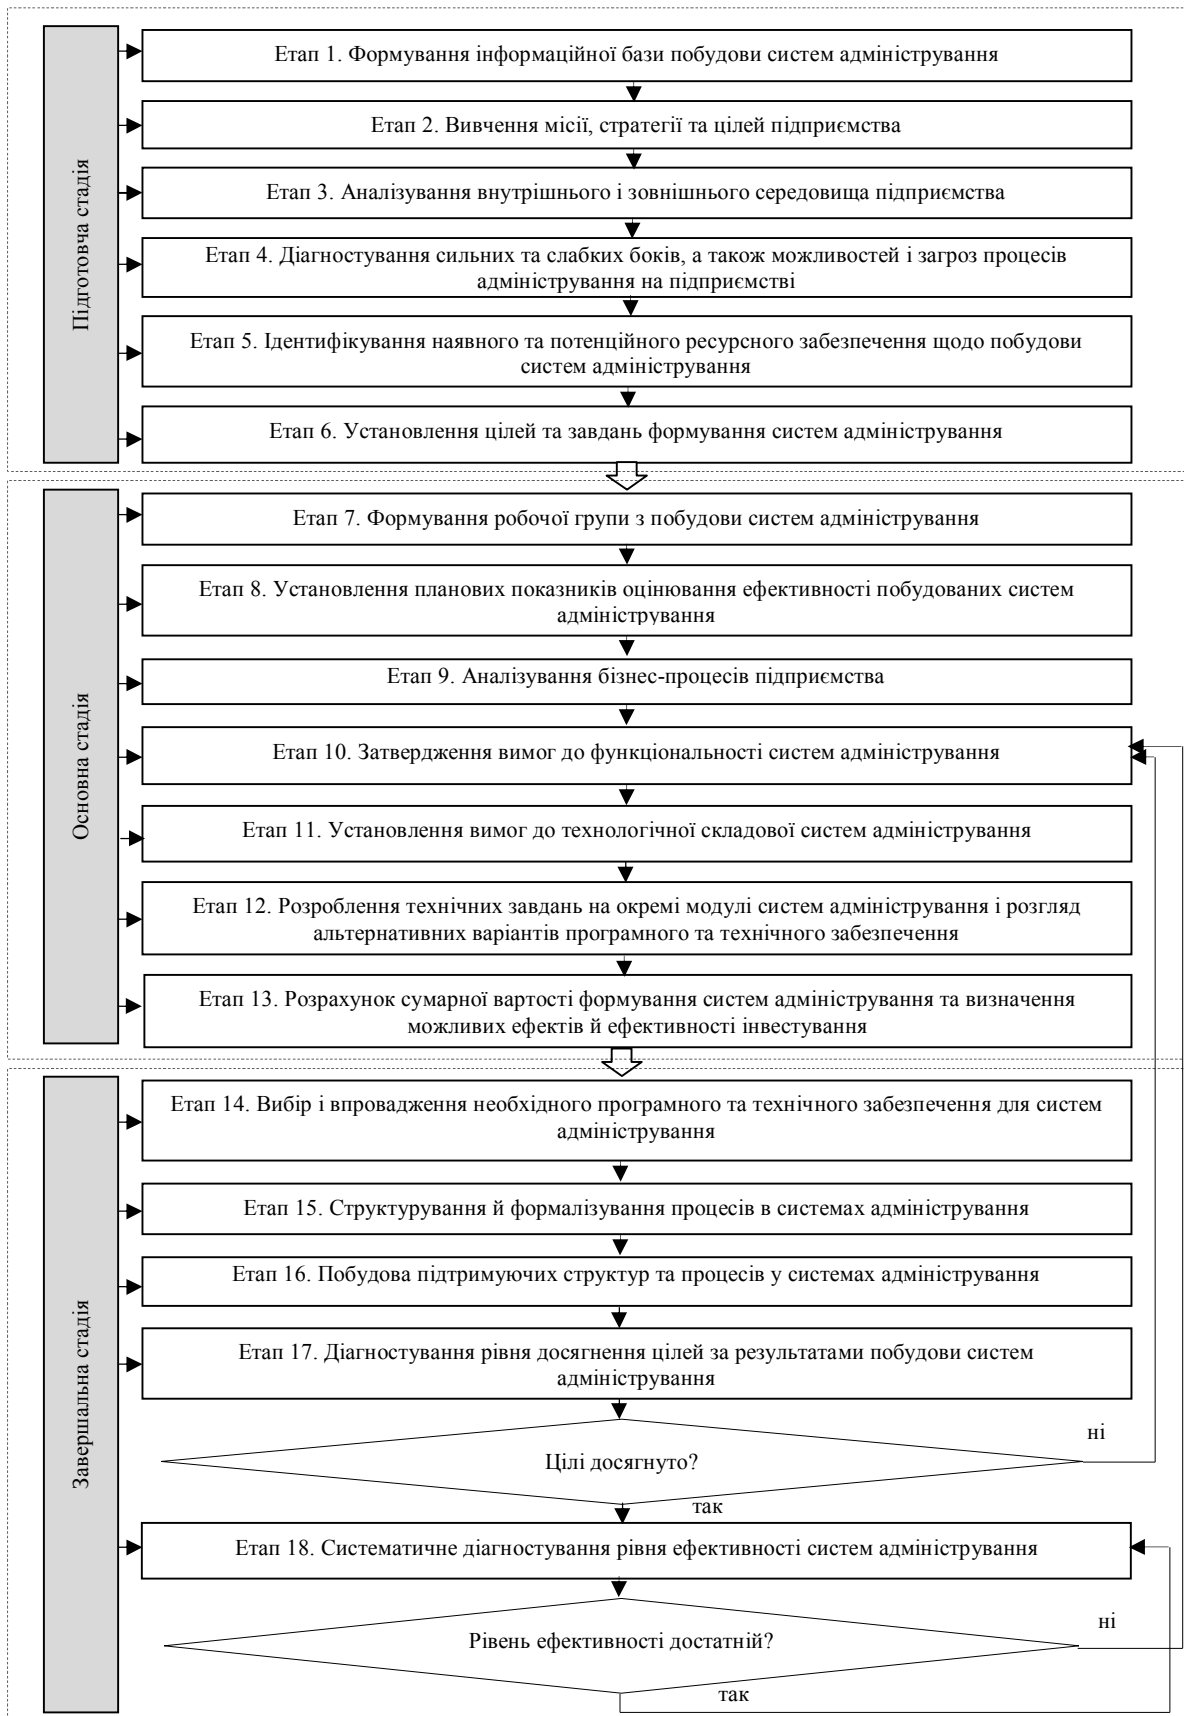 Підготовча стадія
Етап 1. Формування інформаційної бази побудови систем адміністрування
Етап 2. Вивчення місії, стратегії та цілей підприємства
Етап 3. Аналізування внутрішнього і зовнішнього середовища підприємства
Етап 4. Діагностування сильних та слабких боків, а також можливостей і загроз процесів
адміністрування на підприємстві
Етап 5. Ідентифікування наявного та потенційного ресурсного забезпечення щодо побудови
систем адміністрування
Етап 6. Установлення цілей та завдань формування систем адміністрування
Основна стадія
Етап 7. Формування робочої групи з побудови систем адміністрування
Етап 8. Установлення планових показників оцінювання ефективності побудованих систем
адміністрування
Етап 9. Аналізування бізнес-процесів підприємства
Етап 10. Затвердження вимог до функціональності систем адміністрування
Етап 11. Установлення вимог до технологічної складової систем адміністрування
Етап 12. Розроблення технічних завдань на окремі модулі систем адміністрування і розгляд
альтернативних варіантів програмного та технічного забезпечення
Етап 13. Розрахунок сумарної вартості формування систем адміністрування та визначення
можливих ефектів й ефективності інвестування
Завершальна стадія
Етап 14. Вибір і впровадження необхідного програмного та технічного забезпечення для систем
адміністрування
Етап 15. Структурування й формалізування процесів в системах адміністрування
Етап 16. Побудова підтримуючих структур та процесів у системах адміністрування
Етап 17. Діагностування рівня досягнення цілей за результатами побудови систем
адміністрування
ні
Цілі досягнуто?
так
Етап 18. Систематичне діагностування рівня ефективності систем адміністрування
ні
Рівень ефективності достатній?
так